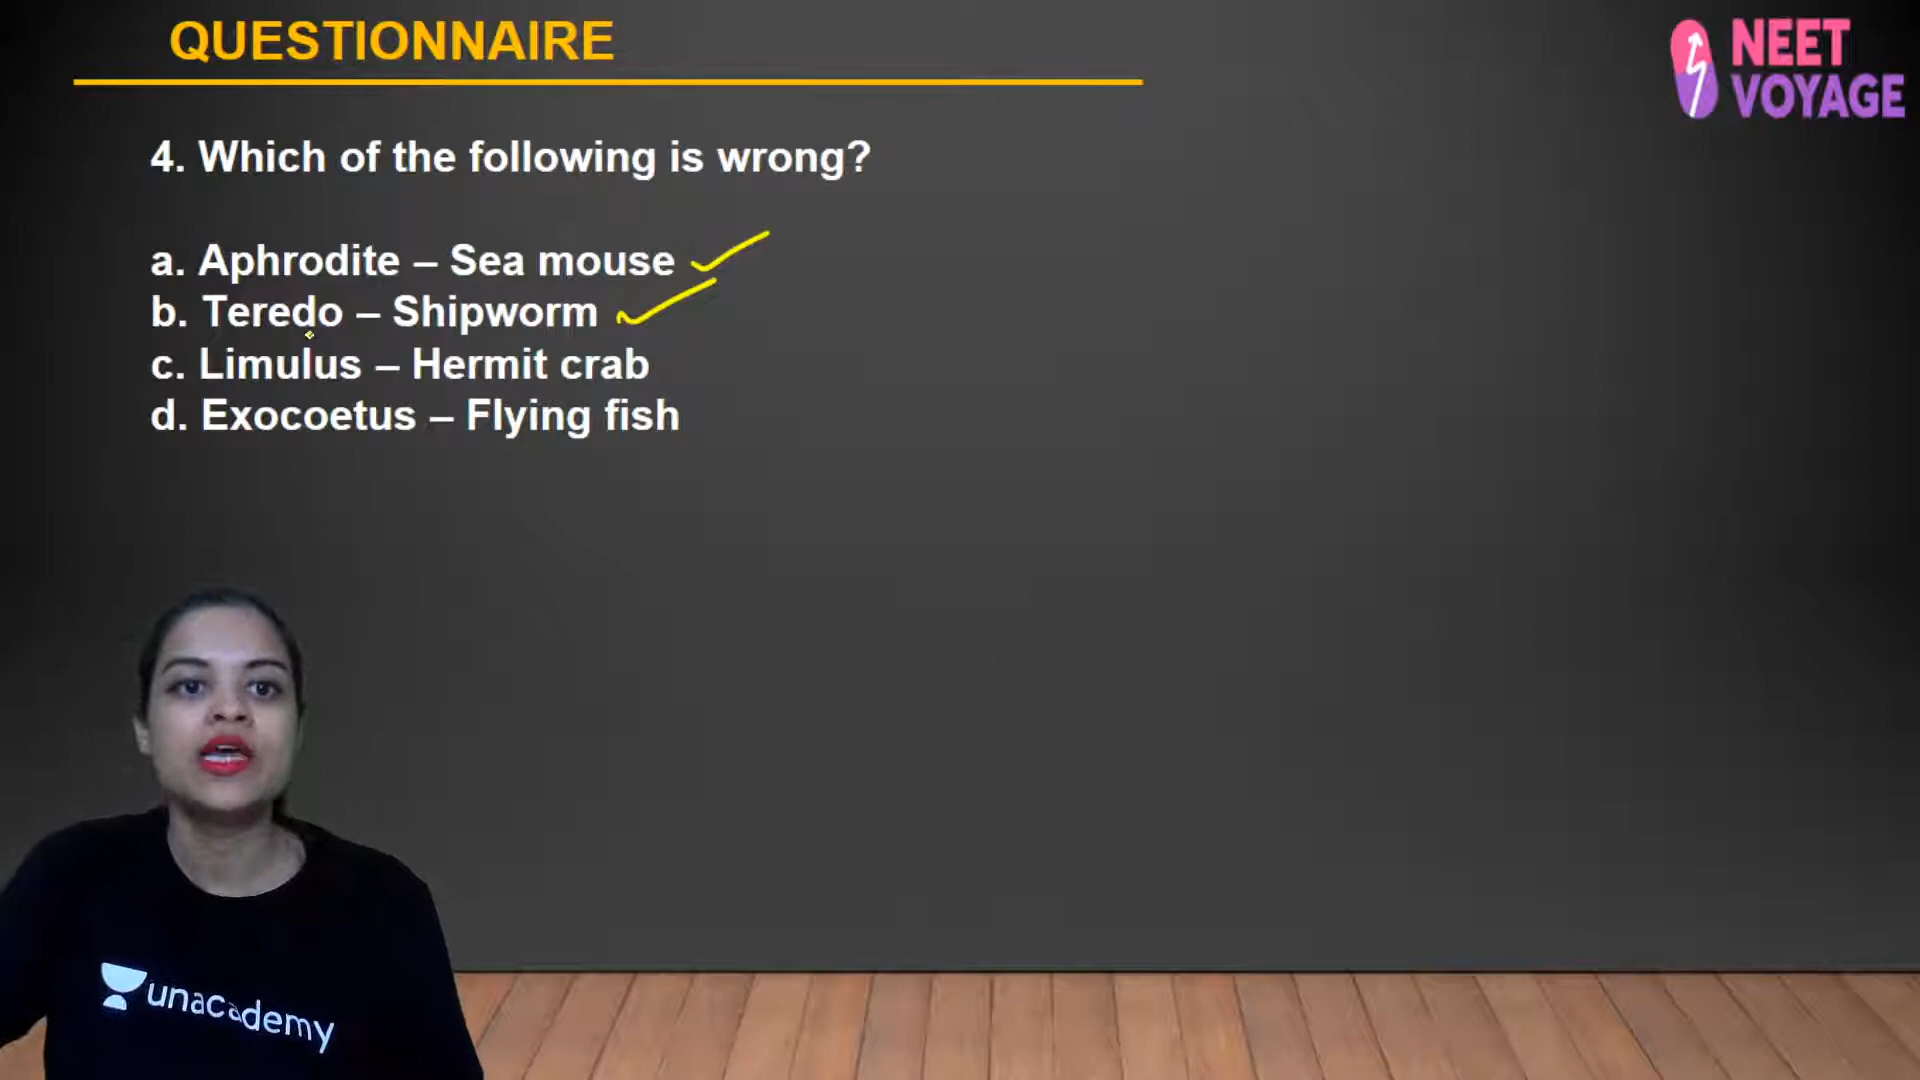 QUESTIONNAIRE
NEET
VOYAGE
4. Which of the following is wrong?
a. Aphrodite – Sea mouse
b. Teredo – Shipworm
c. Limulus – Hermit crab
d. Exocoetus – Flying fish
unacademy